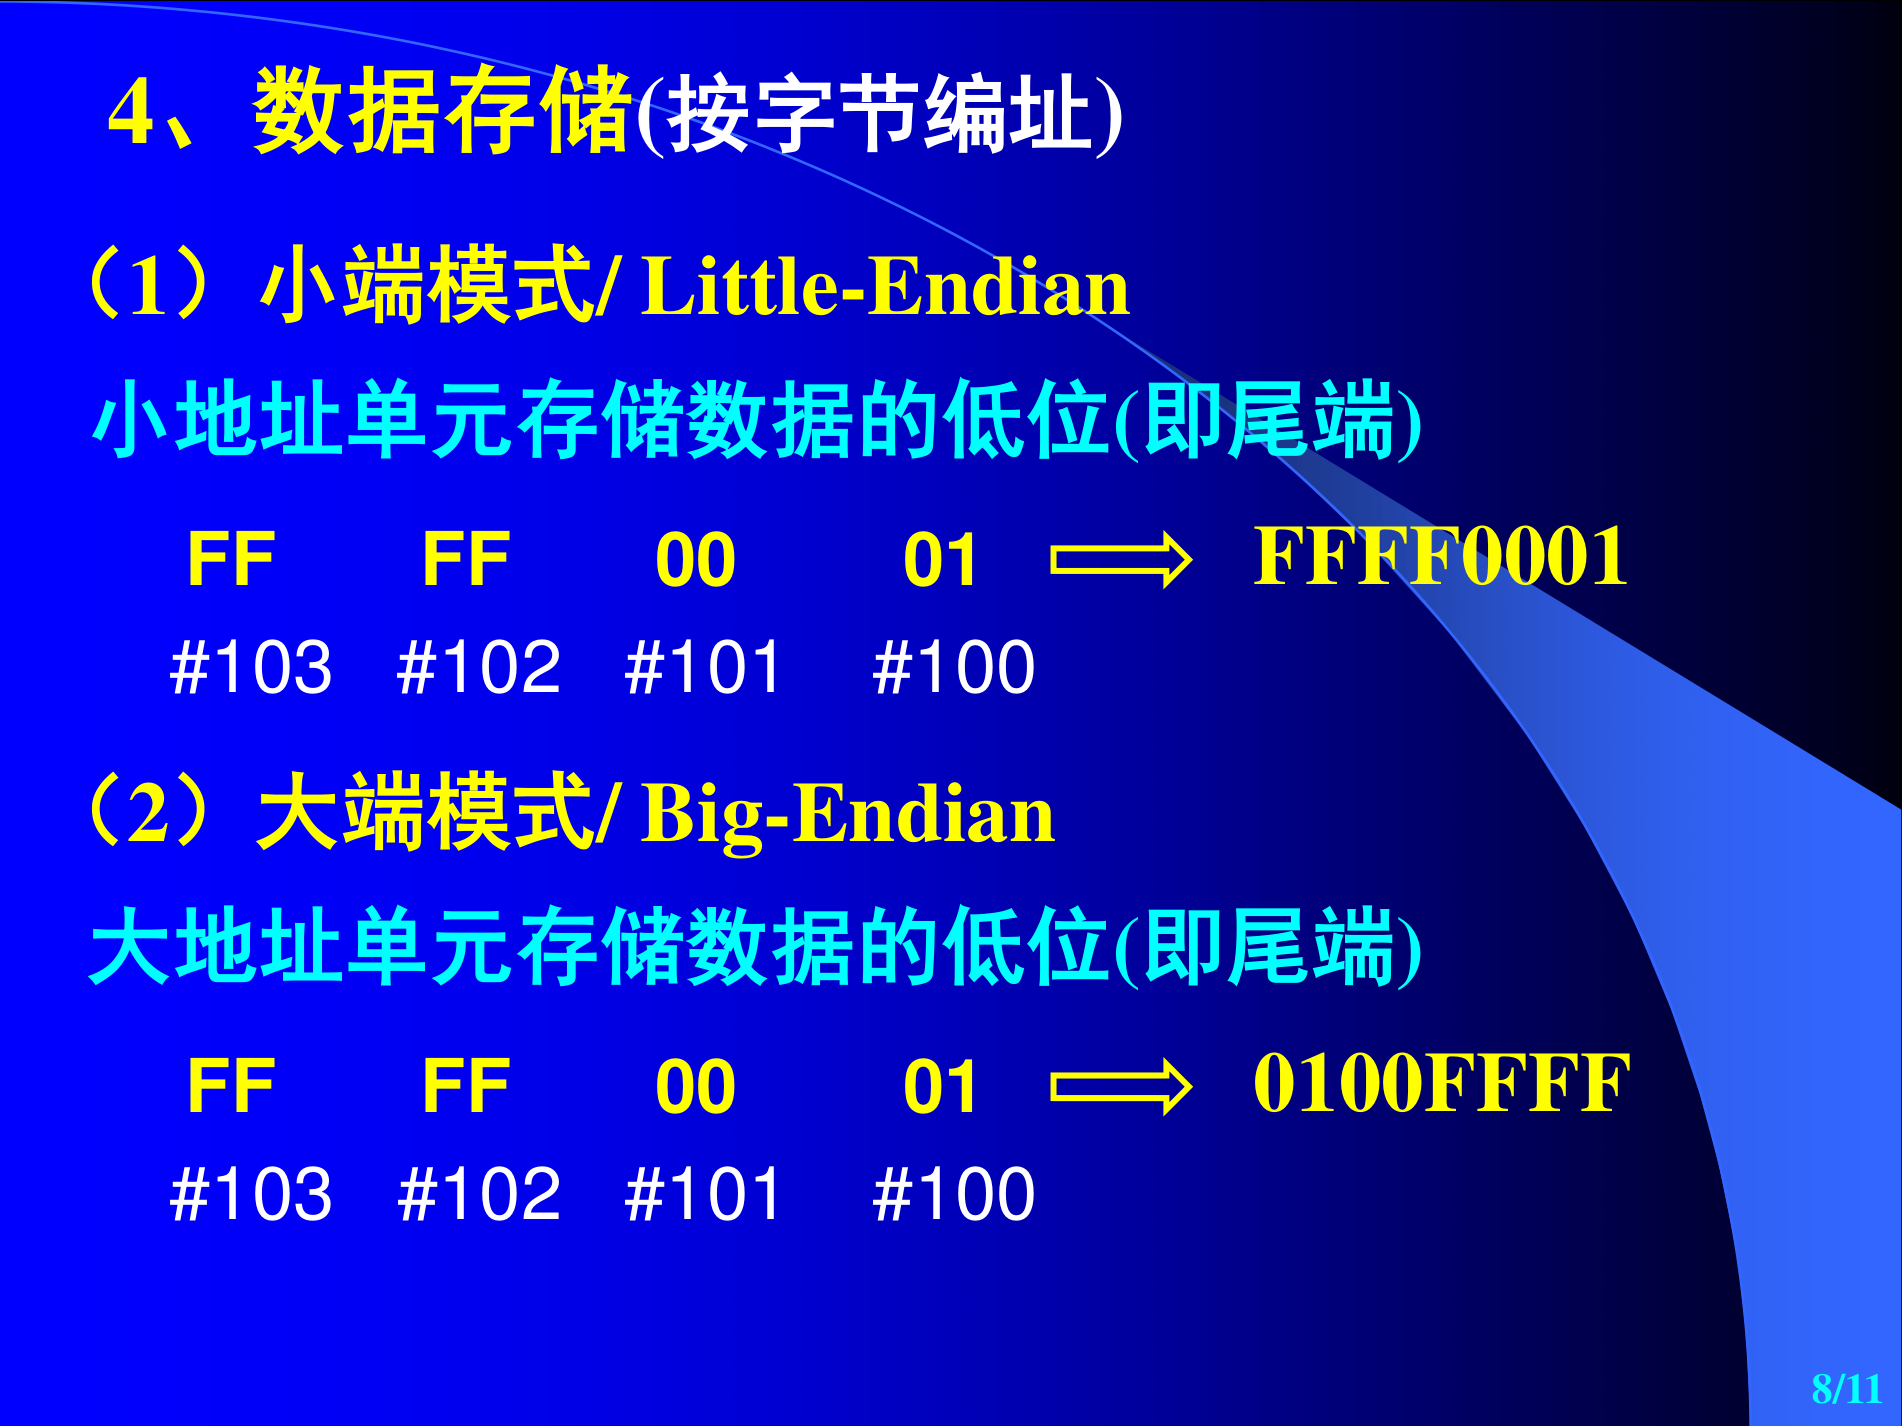 4、数据存储(按字节编址)
（1）小端模式/ Little-Endian
小地址单元存储数据的低位(即尾端)
FF FF 00 01 FFFF0001
#103 #102 #101 #100
（2）大端模式/ Big-Endian
大地址单元存储数据的低位(即尾端)
FF FF 00 01 0100FFFF
#103 #102 #101 #100
8/11